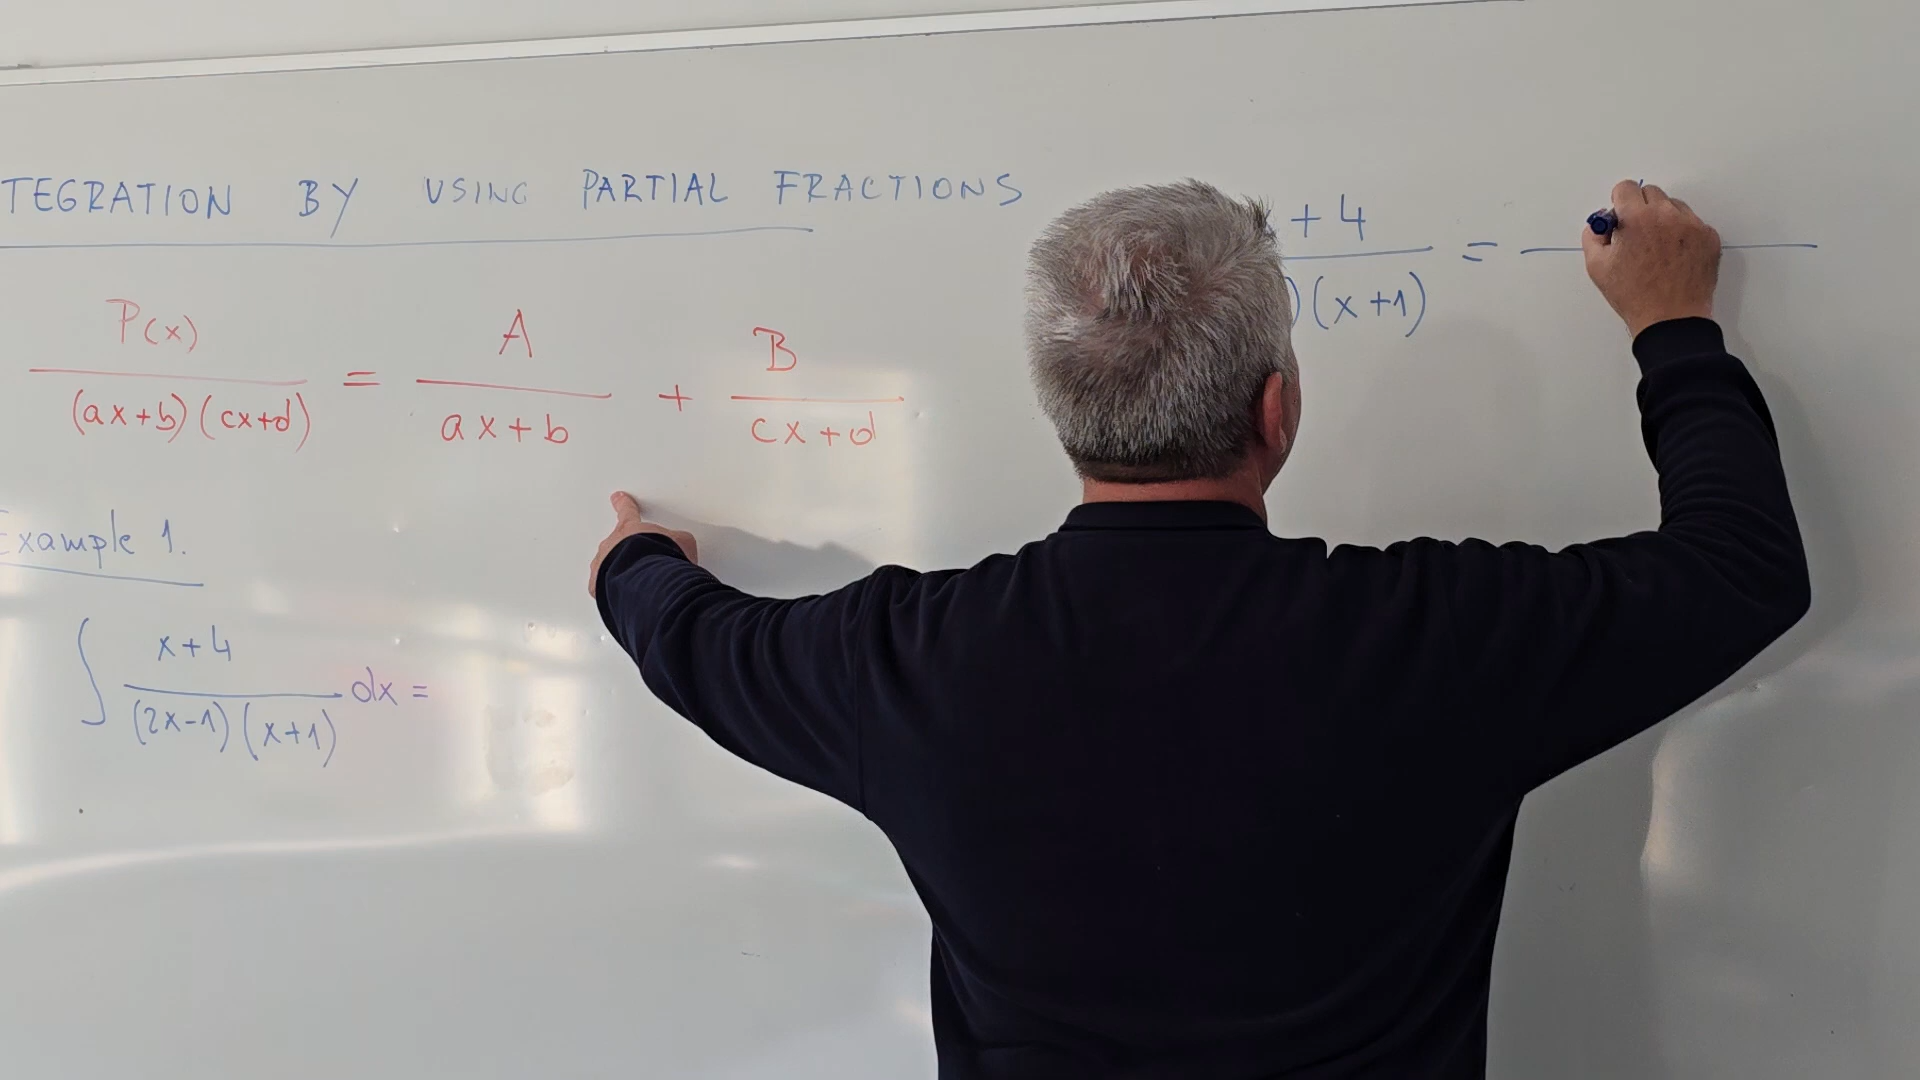 TEGRATION BY USING PARTIAL FRACTIONS
P(x) / (ax+b)(cx+d) = A / ax+b + B / cx+d
Example 1.
∫ x+4 / (2x-1)(x+1) dx =
+4 / )(x+1) =